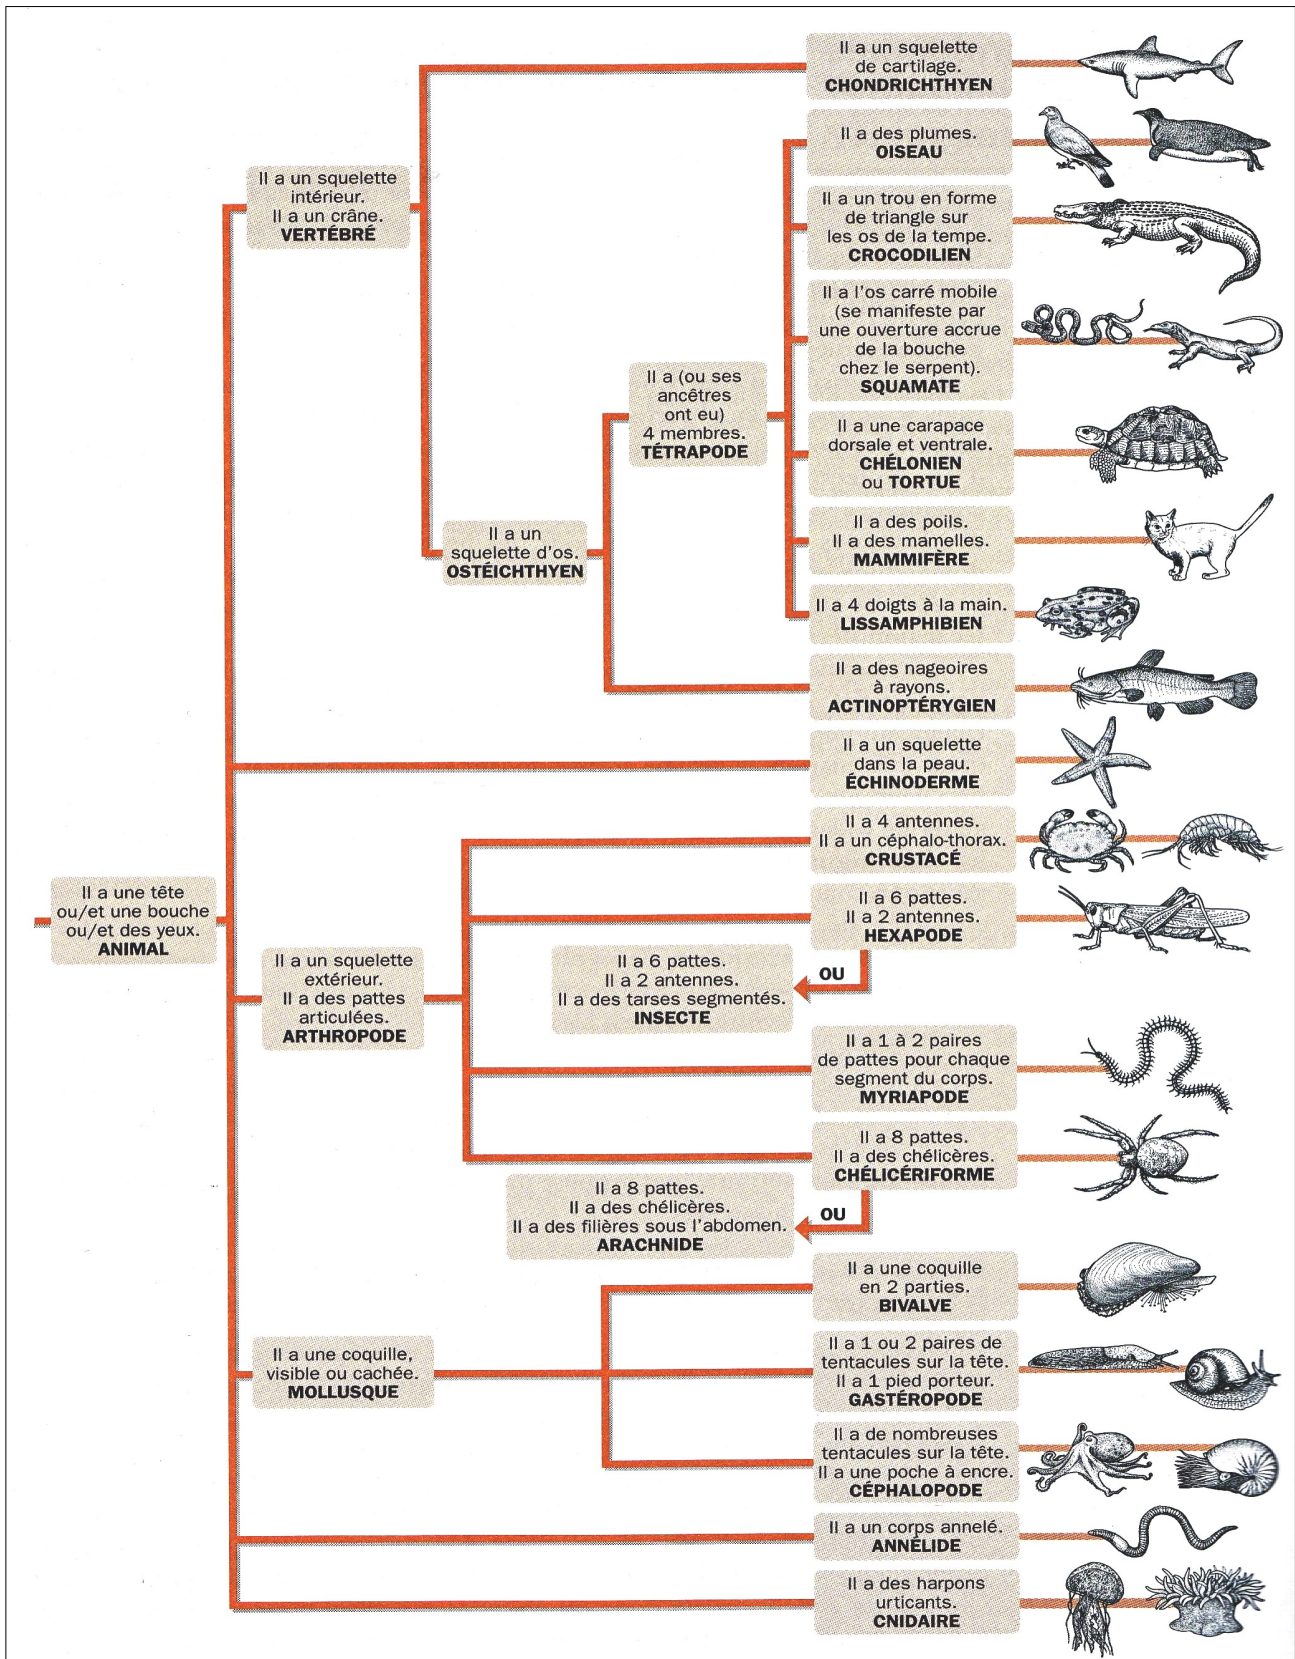 Il a un squelette
de cartilage.
CHONDRICHTHYEN
Il a des plumes.
OISEAU
Il a un squelette
intérieur.
Il a un crâne.
VERTÉBRÉ
Il a un trou en forme
de triangle sur
les os de la tempe.
CROCODILIEN
Il a l'os carré mobile
(se manifeste par
une ouverture accrue
de la bouche
chez le serpent).
SQUAMATE
Il a (ou ses
ancêtres
ont eu)
4 membres.
TÉTRAPODE
Il a une carapace
dorsale et ventrale.
CHÉLONIEN
ou TORTUE
Il a des poils.
Il a des mamelles.
MAMMIFÈRE
Il a un
squelette d'os.
OSTÉICHTHYEN
Il a 4 doigts à la main.
LISSAMPHIBIEN
Il a des nageoires
à rayons.
ACTINOPTÉRYGIEN
Il a un squelette
dans la peau.
ÉCHINODERME
Il a 4 antennes.
Il a un céphalo-thorax.
CRUSTACÉ
Il a une tête
ou/et une bouche
ou/et des yeux.
ANIMAL
Il a 6 pattes.
Il a 2 antennes.
HEXAPODE
Il a un squelette
extérieur.
Il a des pattes
articulées.
ARTHROPODE
OU
Il a 6 pattes.
Il a 2 antennes.
Il a des tarses segmentés.
INSECTE
Il a 1 à 2 paires
de pattes pour chaque
segment du corps.
MYRIAPODE
Il a 8 pattes.
Il a des chélicères.
CHÉLICÉRIFORME
OU
Il a 8 pattes.
Il a des chélicères.
Il a des filières sous l'abdomen.
ARACHNIDE
Il a une coquille
en 2 parties.
BIVALVE
Il a une coquille,
visible ou cachée.
MOLLUSQUE
Il a 1 ou 2 paires de
tentacules sur la tête.
Il a 1 pied porteur.
GASTÉROPODE
Il a de nombreuses
tentacules sur la tête.
Il a une poche à encre.
CÉPHALOPODE
Il a un corps annelé.
ANNÉLIDE
Il a des harpons
urticants.
CNIDAIRE